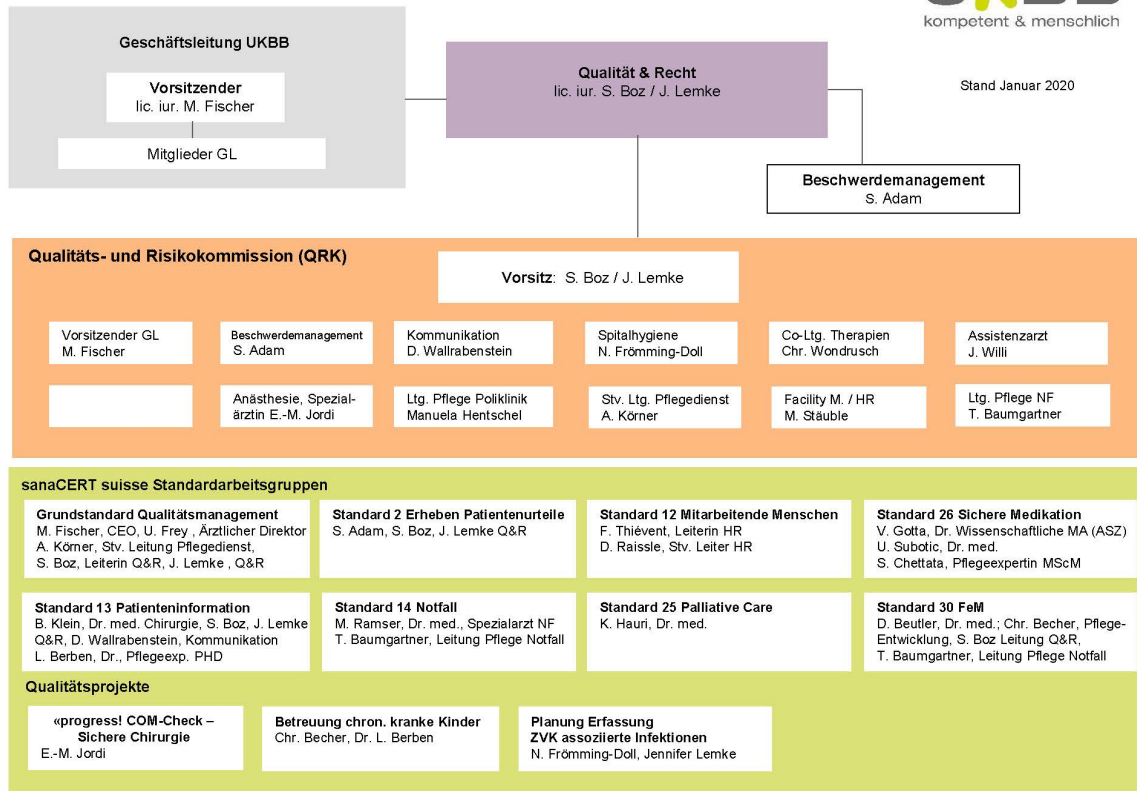 UKBB
kompetent & menschlich
Geschäftsleitung UKBB
Vorsitzender
lic. iur. M. Fischer
Mitglieder GL
Qualität & Recht
lic. iur. S. Boz / J. Lemke
Stand Januar 2020
Beschwerdemanagement
S. Adam
Qualitäts- und Risikokommission (QRK)
Vorsitz: S. Boz / J. Lemke
Vorsitzender GL
M. Fischer
Beschwerdemanagement
S. Adam
Kommunikation
D. Wallrabenstein
Spitalhygiene
N. Frömming-Doll
Co-Ltg. Therapien
Chr. Wondrusch
Assistenzarzt
J. Willi
Anästhesie, Spezial-
ärztin E.-M. Jordi
Ltg. Pflege Poliklinik
Manuela Hentschel
Stv. Ltg. Pflegedienst
A. Körner
Facility M. / HR
M. Stäuble
Ltg. Pflege NF
T. Baumgartner
sanaCERT suisse Standardarbeitsgruppen
Grundstandard Qualitätsmanagement
M. Fischer, CEO, U. Frey , Ärztlicher Direktor
A. Körner, Stv. Leitung Pflegedienst,
S. Boz, Leiterin Q&R, J. Lemke , Q&R
Standard 2 Erheben Patientenurteile
S. Adam, S. Boz, J. Lemke Q&R
Standard 12 Mitarbeitende Menschen
F. Thiévent, Leiterin HR
D. Raissle, Stv. Leiter HR
Standard 26 Sichere Medikation
V. Gotta, Dr. Wissenschaftliche MA (ASZ)
U. Subotic, Dr. med.
S. Chettata, Pflegeexpertin MScM
Standard 13 Patienteninformation
B. Klein, Dr. med. Chirurgie, S. Boz, J. Lemke
Q&R, D. Wallrabenstein, Kommunikation
L. Berben, Dr., Pflegeexp. PHD
Standard 14 Notfall
M. Ramser, Dr. med., Spezialarzt NF
T. Baumgartner, Leitung Pflege Notfall
Standard 25 Palliative Care
K. Hauri, Dr. med.
Standard 30 FeM
D. Beutler, Dr. med.; Chr. Becher, Pflege-
Entwicklung, S. Boz Leitung Q&R,
T. Baumgartner, Leitung Pflege Notfall
Qualitätsprojekte
«progress! COM-Check –
Sichere Chirurgie
E.-M. Jordi
Betreuung chron. kranke Kinder
Chr. Becher, Dr. L. Berben
Planung Erfassung
ZVK assoziierte Infektionen
N. Frömming-Doll, Jennifer Lemke